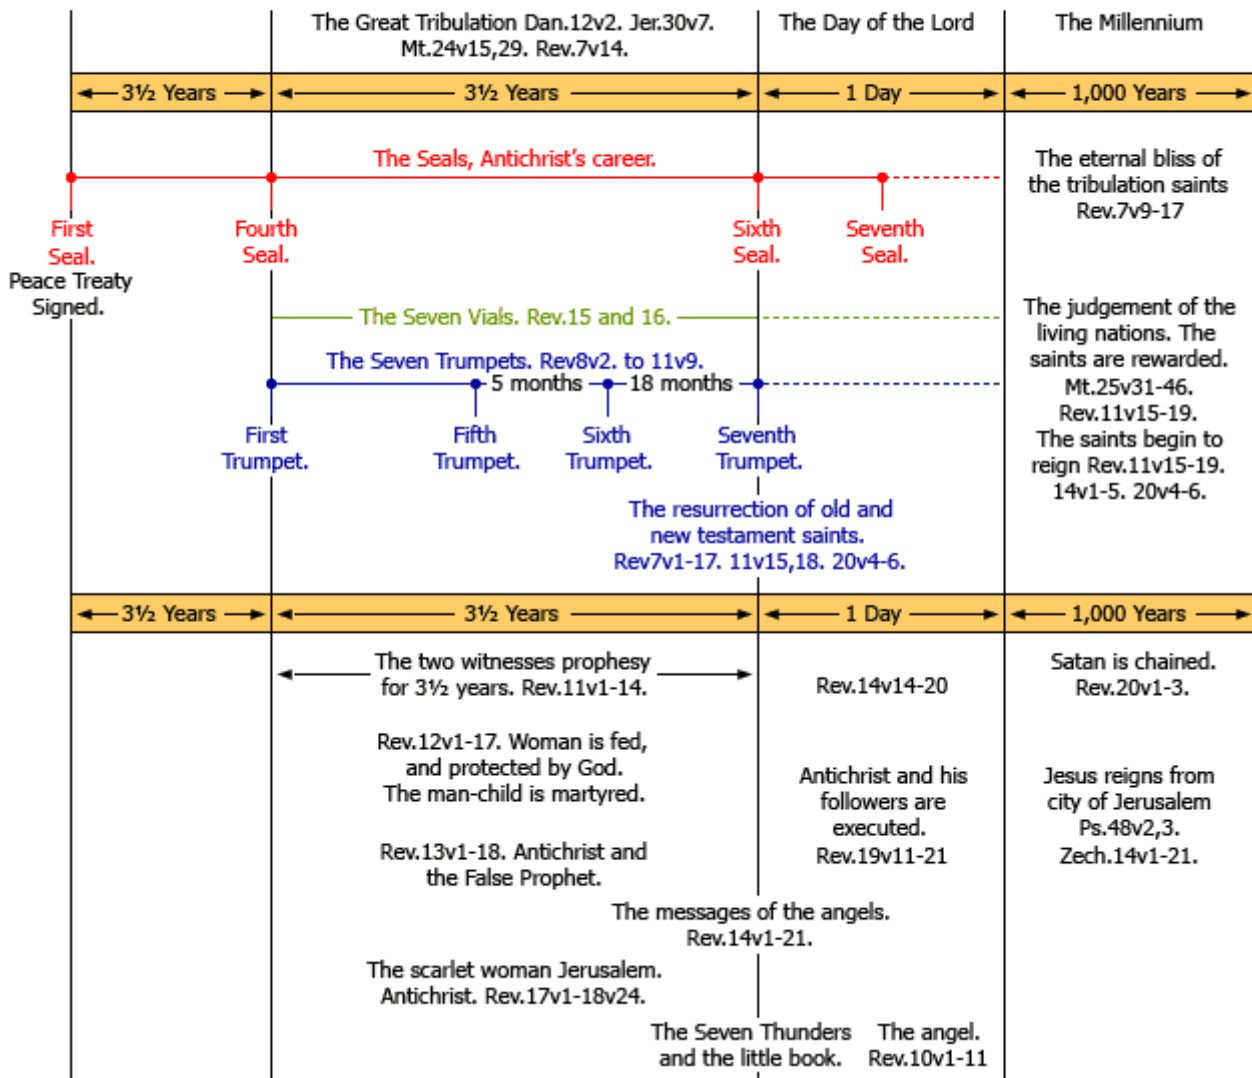 The Great Tribulation Dan.12v2. Jer.30v7.
Mt.24v15,29. Rev.7v14.
The Day of the Lord
The Millennium
3½ Years
3½ Years
1 Day
1,000 Years
The Seals, Antichrist's career.
First
Seal.
Peace Treaty
Signed.
Fourth
Seal.
Sixth
Seal.
Seventh
Seal.
The eternal bliss of
the tribulation saints
Rev.7v9-17
The Seven Vials. Rev.15 and 16.
The Seven Trumpets. Rev8v2. to 11v9.
5 months
18 months
First
Trumpet.
Fifth
Trumpet.
Sixth
Trumpet.
Seventh
Trumpet.
The resurrection of old and
new testament saints.
Rev7v1-17. 11v15,18. 20v4-6.
The judgement of the
living nations. The
saints are rewarded.
Mt.25v31-46.
Rev.11v15-19.
The saints begin to
reign Rev.11v15-19.
14v1-5. 20v4-6.
3½ Years
3½ Years
1 Day
1,000 Years
The two witnesses prophesy
for 3½ years. Rev.11v1-14.
Rev.12v1-17. Woman is fed,
and protected by God.
The man-child is martyred.
Rev.13v1-18. Antichrist and
the False Prophet.
The messages of the angels.
Rev.14v1-21.
The scarlet woman Jerusalem.
Antichrist. Rev.17v1-18v24.
The Seven Thunders
and the little book.
The angel.
Rev.10v1-11
Rev.14v14-20
Antichrist and his
followers are
executed.
Rev.19v11-21
Satan is chained.
Rev.20v1-3.
Jesus reigns from
city of Jerusalem
Ps.48v2,3.
Zech.14v1-21.